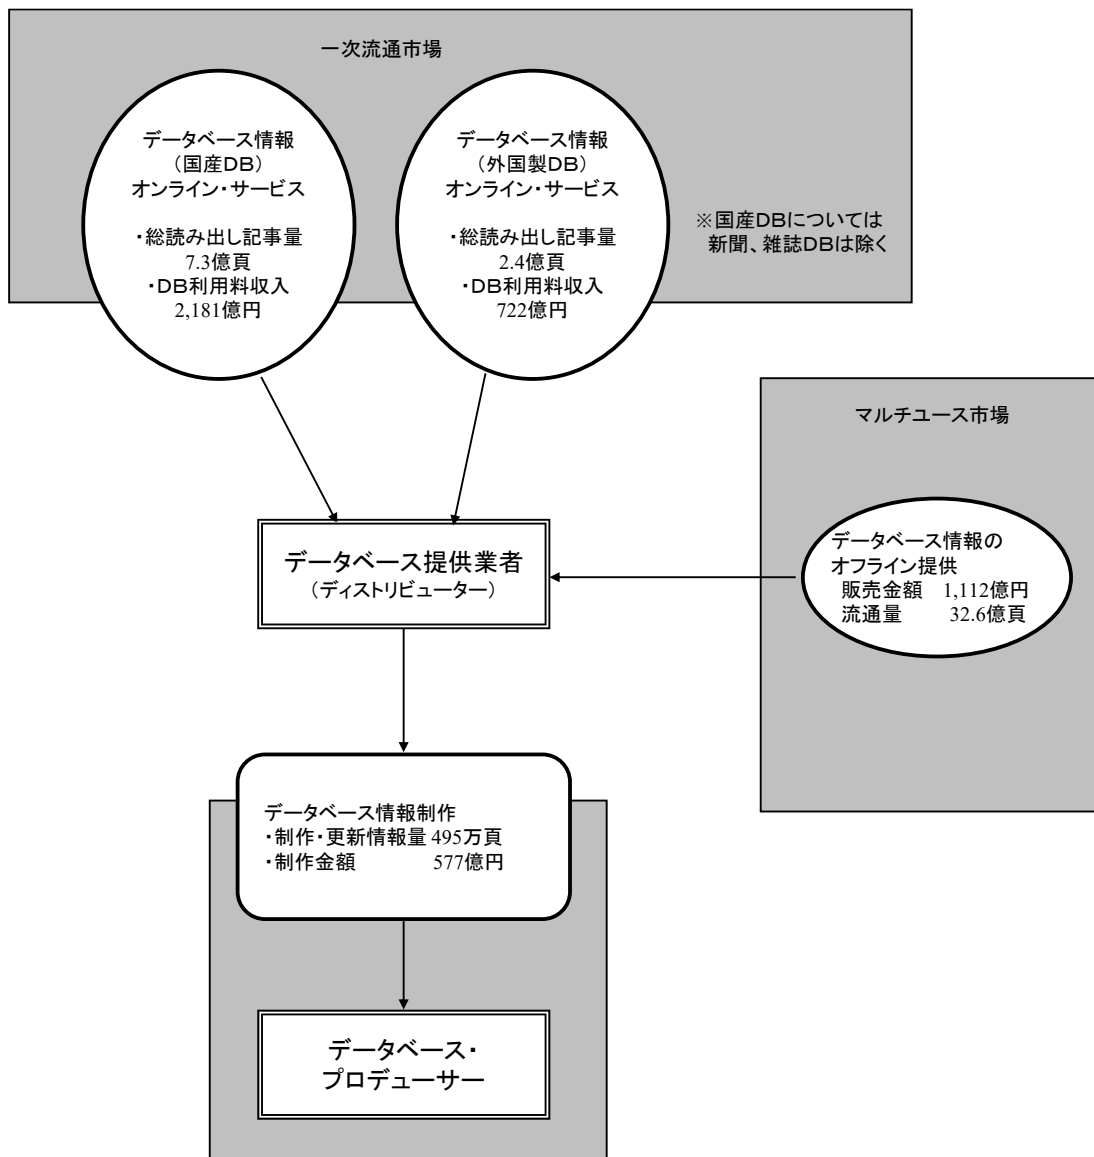 一次流通市場
データベース情報
(国産DB)
オンライン・サービス
・総読み出し記事量
7.3億頁
・DB利用料収入
2,181億円
データベース情報
(外国製DB)
オンライン・サービス
・総読み出し記事量
2.4億頁
・DB利用料収入
722億円
※国産DBについては
新聞、雑誌DBは除く
マルチユース市場
データベース情報の
オフライン提供
販売金額 1,112億円
流通量 32.6億頁
データベース提供業者
(ディストリビューター)
データベース情報制作
・制作・更新情報量 495万頁
・制作金額 577億円
データベース・
プロデューサー